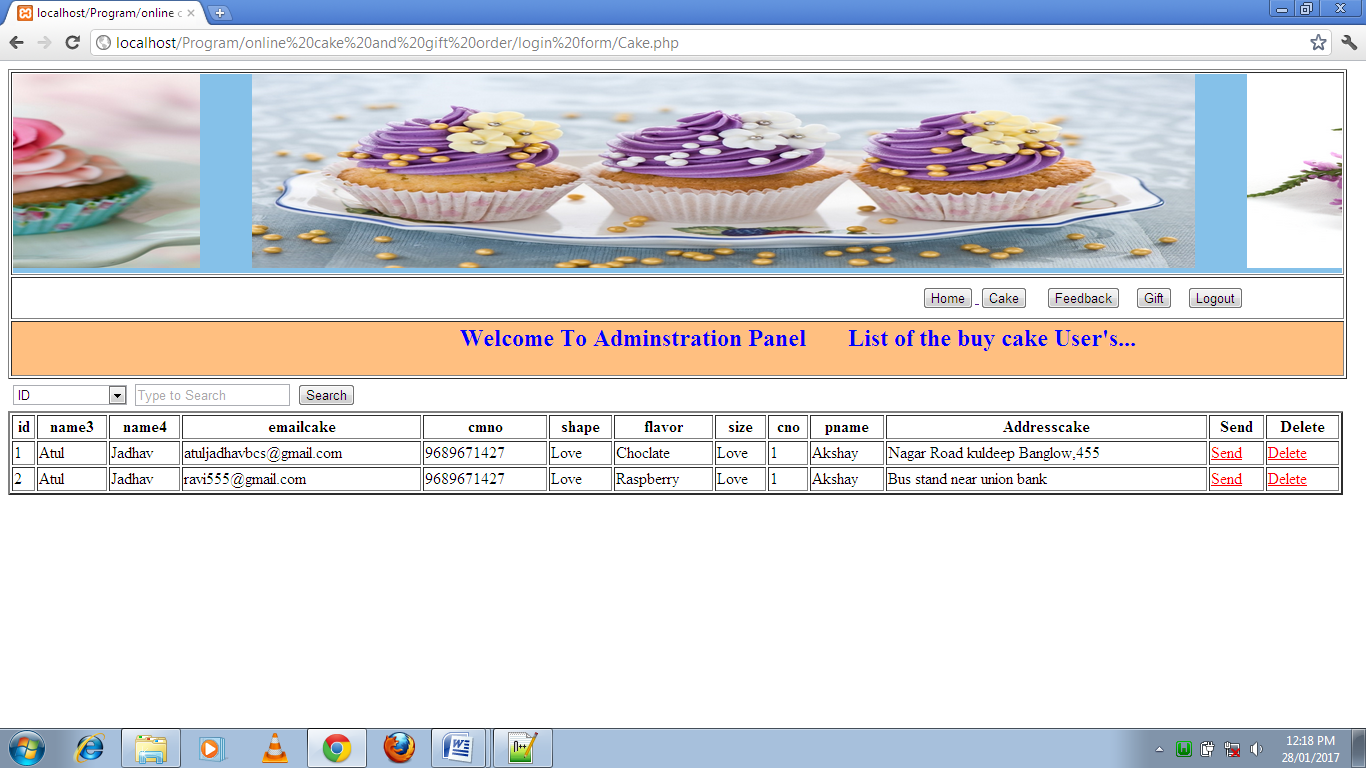 localhost/Program/online c
localhost/Program/online%20cake%20and%20gift%20order/login%20form/Cake.php
Home Cake Feedback Gift Logout
Welcome To Adminstration Panel List of the buy cake User's...
ID Type to Search Search
id name3 name4 emailcake cmno shape flavor size cno pname Addresscake Send Delete
1 Atul Jadhav atuljadhavbcs@gmail.com 9689671427 Love Choclate Love 1 Akshay Nagar Road kuldeep Banglow,455 Send Delete
2 Atul Jadhav ravi555@gmail.com 9689671427 Love Raspberry Love 1 Akshay Bus stand near union bank Send Delete
12:18 PM
28/01/2017